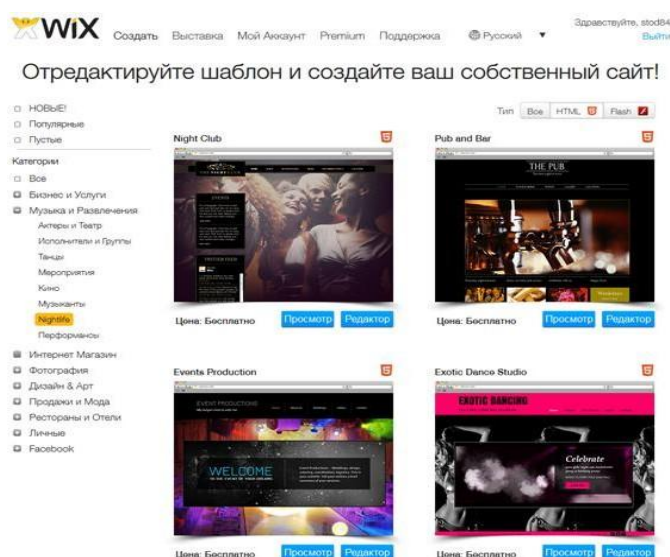 WiX
Создать Выставка Мой Аккаунт Premium Поддержка Русский
Здравствуйте, stod84
Выйти
Отредактируйте шаблон и создайте ваш собственный сайт!
НОВЫЕ!
Популярные
Пустые
Категории
Все
Бизнес и Услуги
Музыка и Развлечения
Актеры и Театр
Исполнители и Группы
Танцы
Мероприятия
Кино
Музыканты
Nightlife
Перформансы
Интернет Магазин
Фотография
Дизайн & Арт
Продажи и Мода
Рестораны и Отели
Личные
Facebook
Тип Все HTML Flash
Night Club
Цена: Бесплатно Просмотр Редактор
Pub and Bar
THE PUB
Цена: Бесплатно Просмотр Редактор
Events Production
EVENT PRODUCTIONS
WELCOME
Цена: Бесплатно Просмотр Редактор
Exotic Dance Studio
EXOTIC DANCING
Celebrate
Цена: Бесплатно Просмотр Редактор